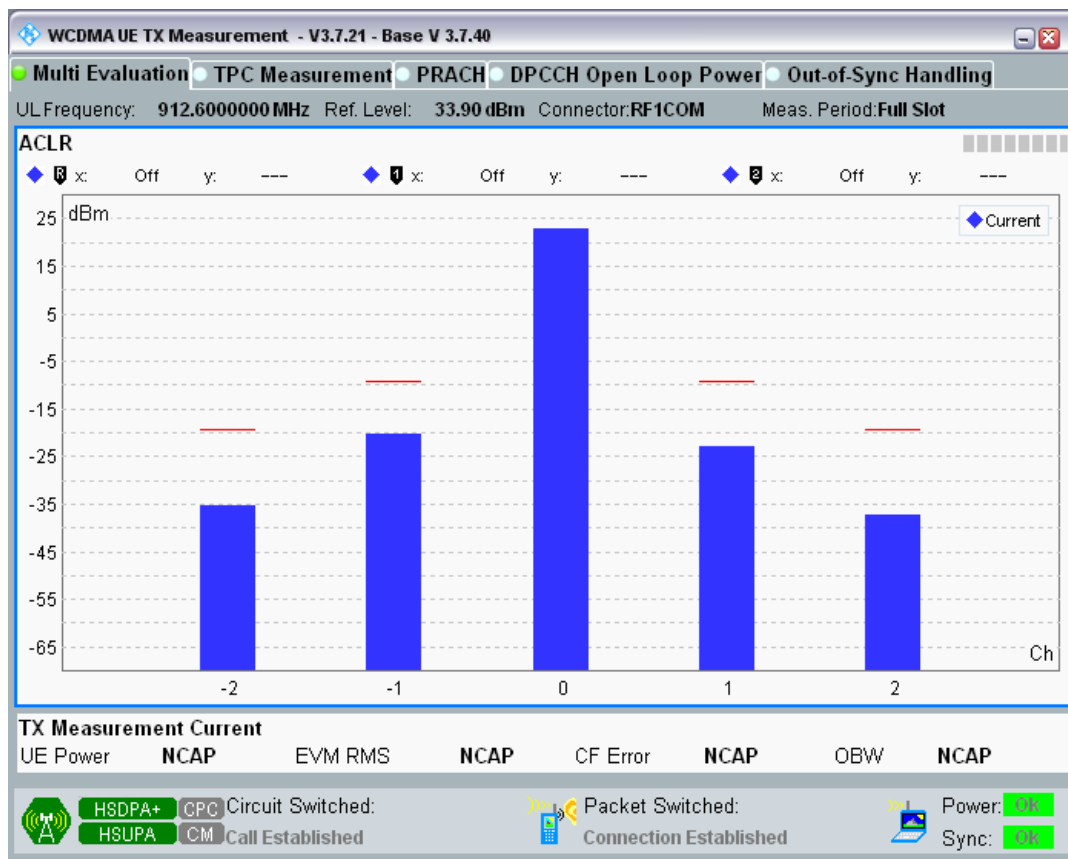 WCDMA UE TX Measurement - V3.7.21 - Base V 3.7.40
Multi Evaluation TPC Measurement PRACH DPCCH Open Loop Power Out-of-Sync Handling
UL Frequency: 912.6000000 MHz Ref. Level: 33.90 dBm Connector:RF1COM Meas. Period:Full Slot
ACLR
R x: Off y: --- 1 x: Off y: --- 2 x: Off y: ---
25 dBm Current
15
5
-5
-15
-25
-35
-45
-55
-65 Ch
-2 -1 0 1 2
TX Measurement Current
UE Power NCAP EVM RMS NCAP CF Error NCAP OBW NCAP
HSDPA+ CPC Circuit Switched: Packet Switched: Power: OK
HSUPA CM Call Established Connection Established Sync: OK